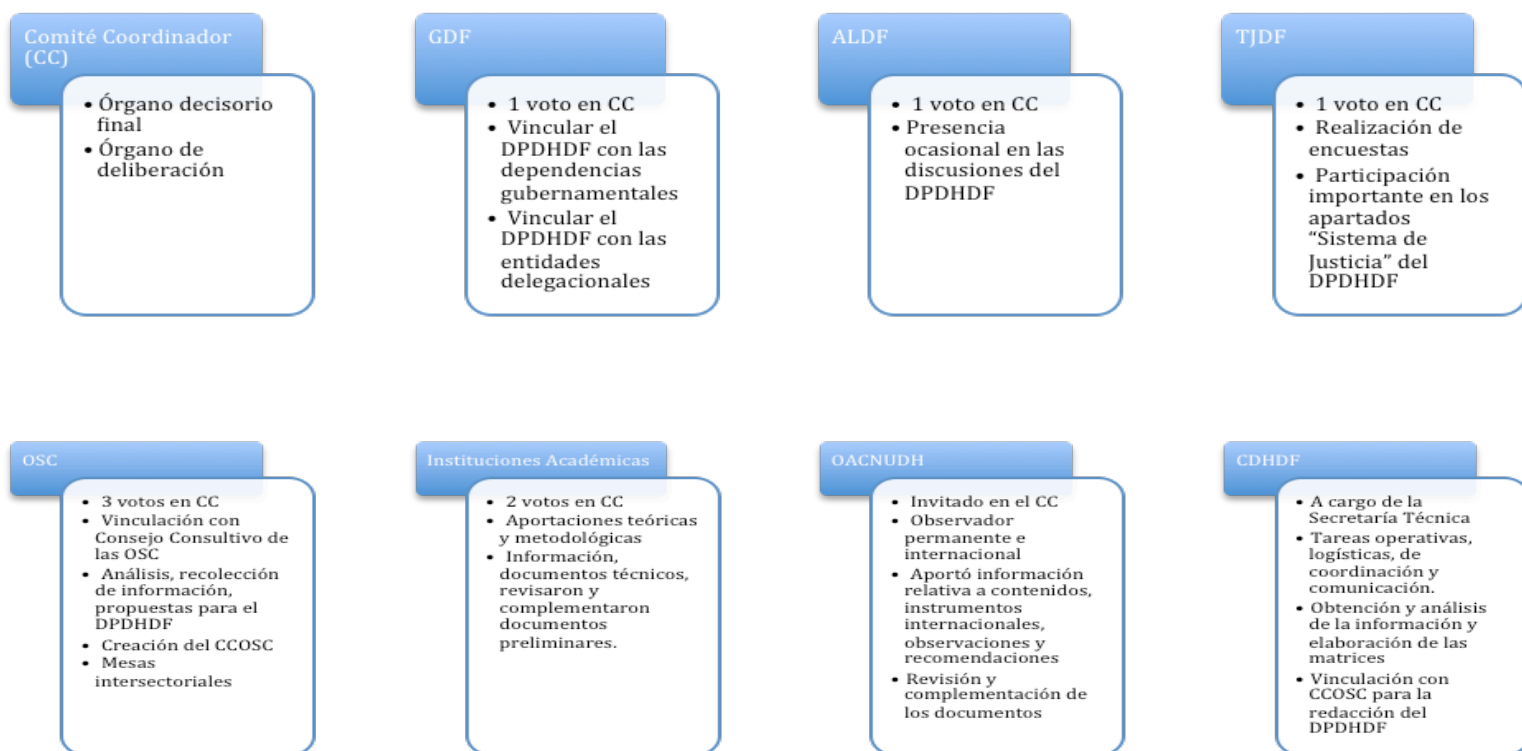 Comité Coordinador
(CC)
• Órgano decisorio
final
• Órgano de
deliberación
GDF
• 1 voto en CC
• Vincular el
DPDHDF con las
dependencias
gubernamentales
• Vincular el
DPDHDF con las
entidades
delegacionales
ALDF
• 1 voto en CC
• Presencia
ocasional en las
discusiones del
DPDHDF
TJDF
• 1 voto en CC
• Realización de
encuestas
• Participación
importante en los
apartados
“Sistema de
Justicia” del
DPDHDF
OSC
• 3 votos en CC
• Vinculación con
Consejo Consultivo de
las OSC
• Análisis, recolección
de información,
propuestas para el
DPDHDF
• Creación del CCOSC
• Mesas
intersectoriales
Instituciones Académicas
• 2 votos en CC
• Aportaciones teóricas
y metodológicas
• Información,
documentos técnicos,
revisaron y
complementaron
documentos
preliminares.
OACNUDH
• Invitado en el CC
• Observador
permanente e
internacional
• Aportó información
relativa a contenidos,
instrumentos
internacionales,
observaciones y
recomendaciones
• Revisión y
complementación de
los documentos
CDHDF
• A cargo de la
Secretaría Técnica
• Tareas operativas,
logísticas, de
coordinación y
comunicación.
• Obtención y análisis
de la información y
elaboración de las
matrices
• Vinculación con
CCOSC para la
redacción del
DPDHDF